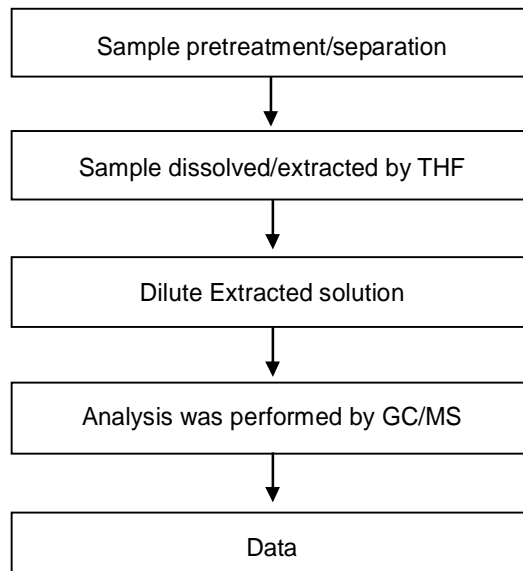 Sample pretreatment/separation
Sample dissolved/extracted by THF
Dilute Extracted solution
Analysis was performed by GC/MS
Data